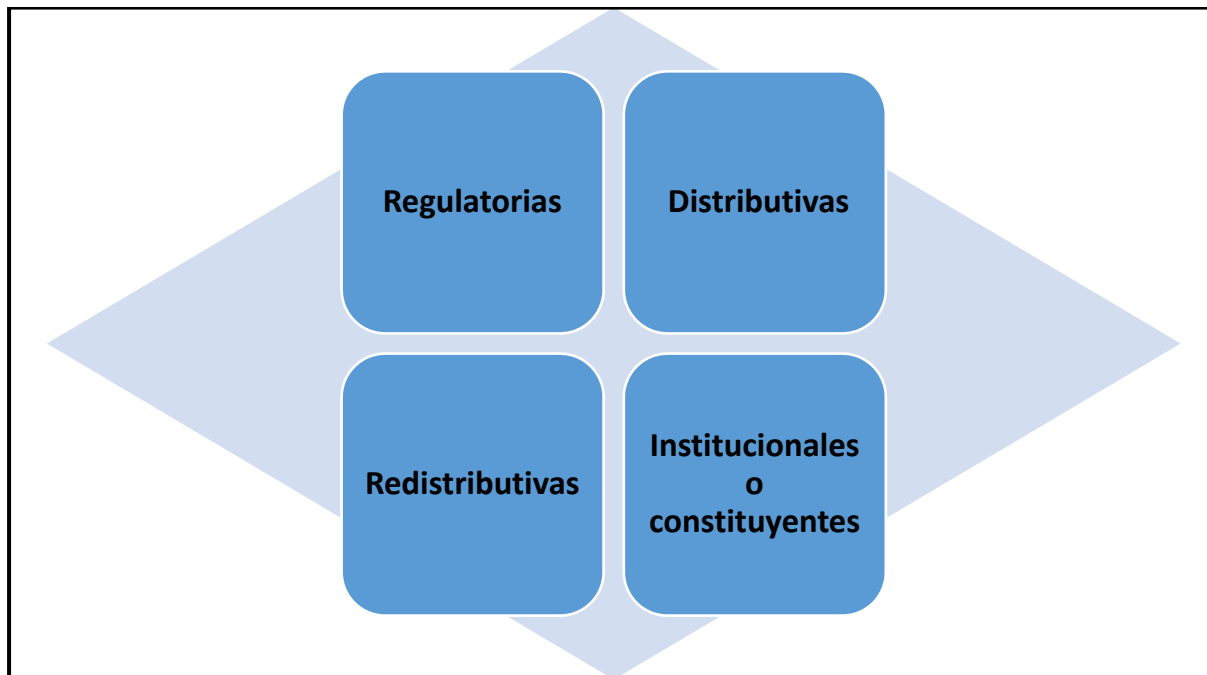 Regulatorias
Distributivas
Redistributivas
Institucionales
o
constituyentes